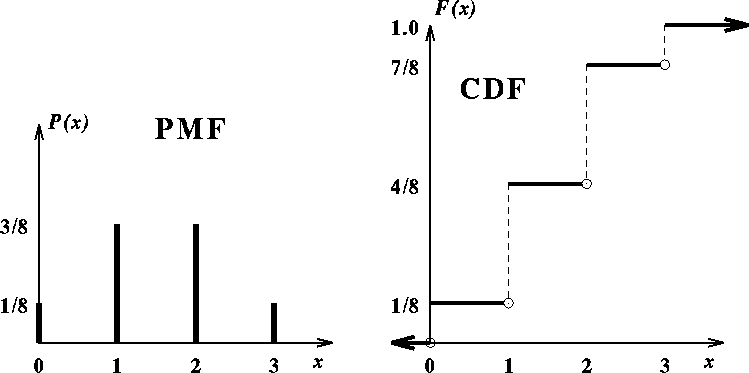 P(x)
PMF
3/8
1/8
0 1 2 3 x
F(x)
1.0
7/8
CDF
4/8
1/8
0 1 2 3 x